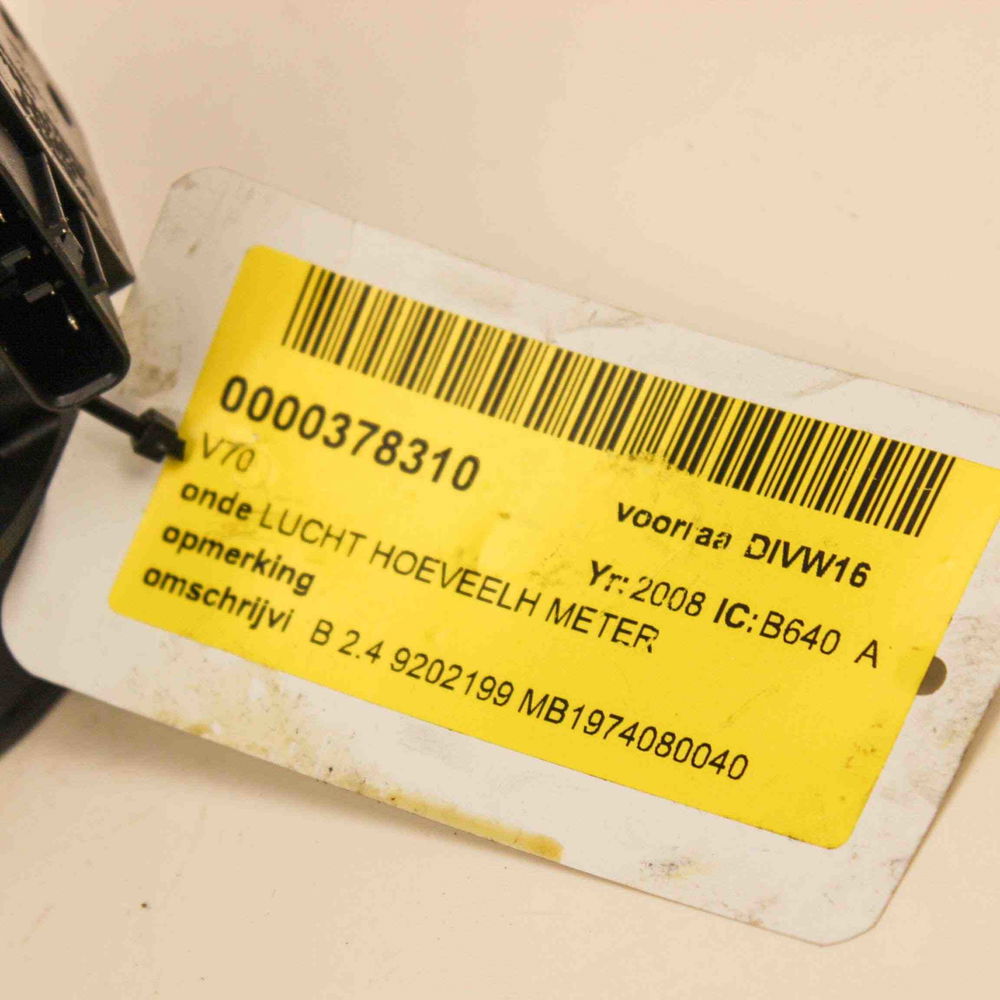 0000378310
V70
voorraa DIVW16
onde LUCHT HOEVEELH METER
Yr: 2008 IC: B640 A
opmerking
omschrijvi B 2.4 9202199 MB1974080040